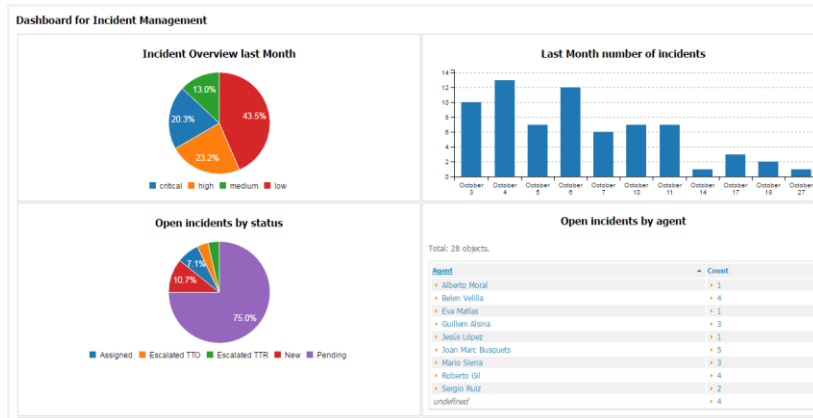 Dashboard for Incident Management
Incident Overview last Month
13.0%
43.5%
20.3%
23.2%
critical high medium low
Last Month number of incidents
14
12
10
8
6
4
2
0
October 3 October 4 October 5 October 6 October 7 October 10 October 11 October 14 October 17 October 18 October 27
Open incidents by status
7.1%
10.7%
75.0%
Assigned Escalated TTO Escalated TTR New Pending
Open incidents by agent
Total: 28 objects.
Agent Count
Alberto Moral 1
Belen Velilla 4
Eva Matías 1
Guillem Alsina 3
Jesús López 1
Joan Marc Busquets 5
Mario Sierra 3
Roberto Gil 4
Sergio Ruiz 2
undefined 4